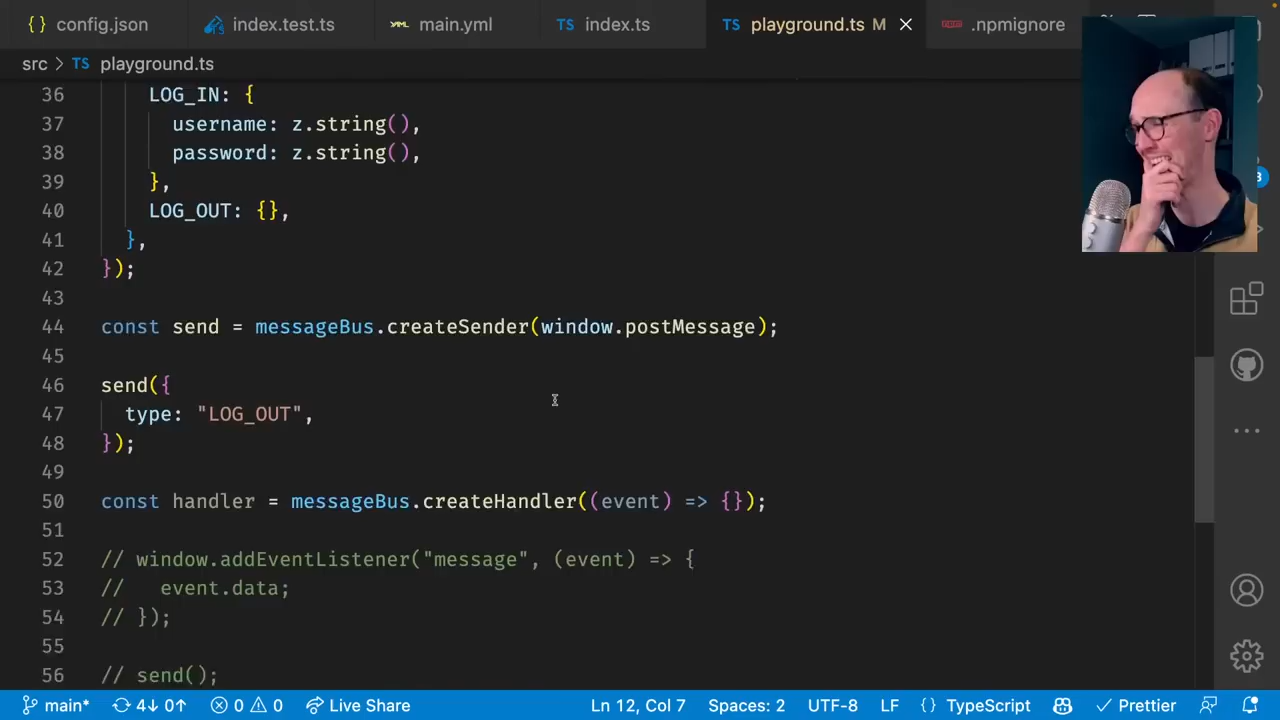 config.json index.test.ts main.yml index.ts playground.ts M .npmignore
src > playground.ts
36 LOG_IN: {
37 username: z.string(),
38 password: z.string(),
39 },
40 LOG_OUT: {},
41 },
42 });
43
44 const send = messageBus.createSender(window.postMessage);
45
46 send({
47 type: "LOG_OUT",
48 });
49
50 const handler = messageBus.createHandler((event) => {});
51
52 // window.addEventListener("message", (event) => {
53 //   event.data;
54 // });
55
56 // send();
main* 4↓ 0↑ 0 0 Live Share Ln 12, Col 7 Spaces: 2 UTF-8 LF {} TypeScript Prettier